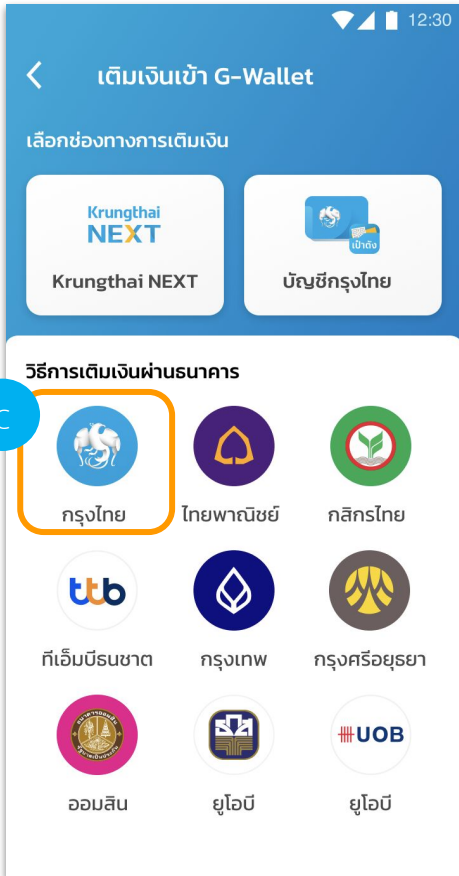 12:30
เติมเงินเข้า G-Wallet
เลือกช่องทางการเติมเงิน
Krungthai
NEXT
เป๋าตัง
Krungthai NEXT
บัญชีกรุงไทย
วิธีการเติมเงินผ่านธนาคาร
C
กรุงไทย
ไทยพาณิชย์
กสิกรไทย
ttb
ทีเอ็มบีธนชาต
กรุงเทพ
กรุงศรีอยุธยา
UOB
ออมสิน
ยูโอบี
ยูโอบี